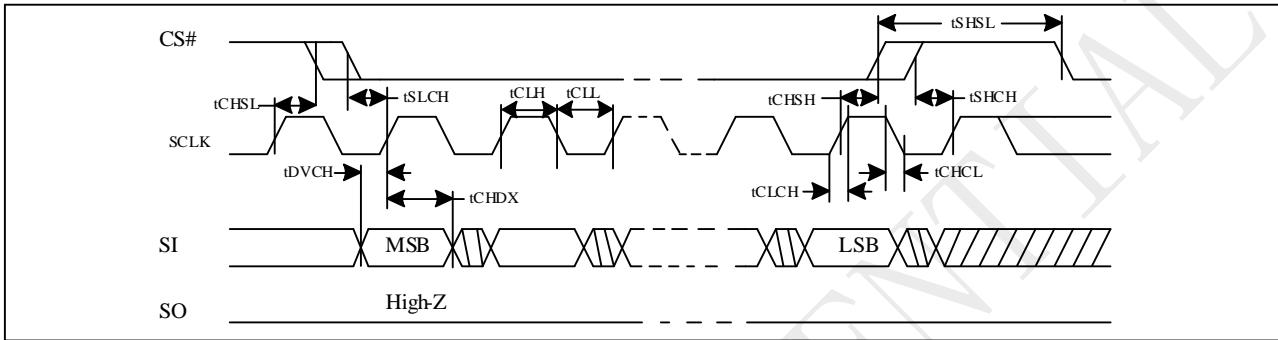 CS#
tSHSL
tCHSL
tSLCH
tCLH
tCLL
tCHSH
tSHCH
SCLK
tDVCH
tCHDX
tCLCH
tCHCL
SI
MSB
LSB
SO
High-Z